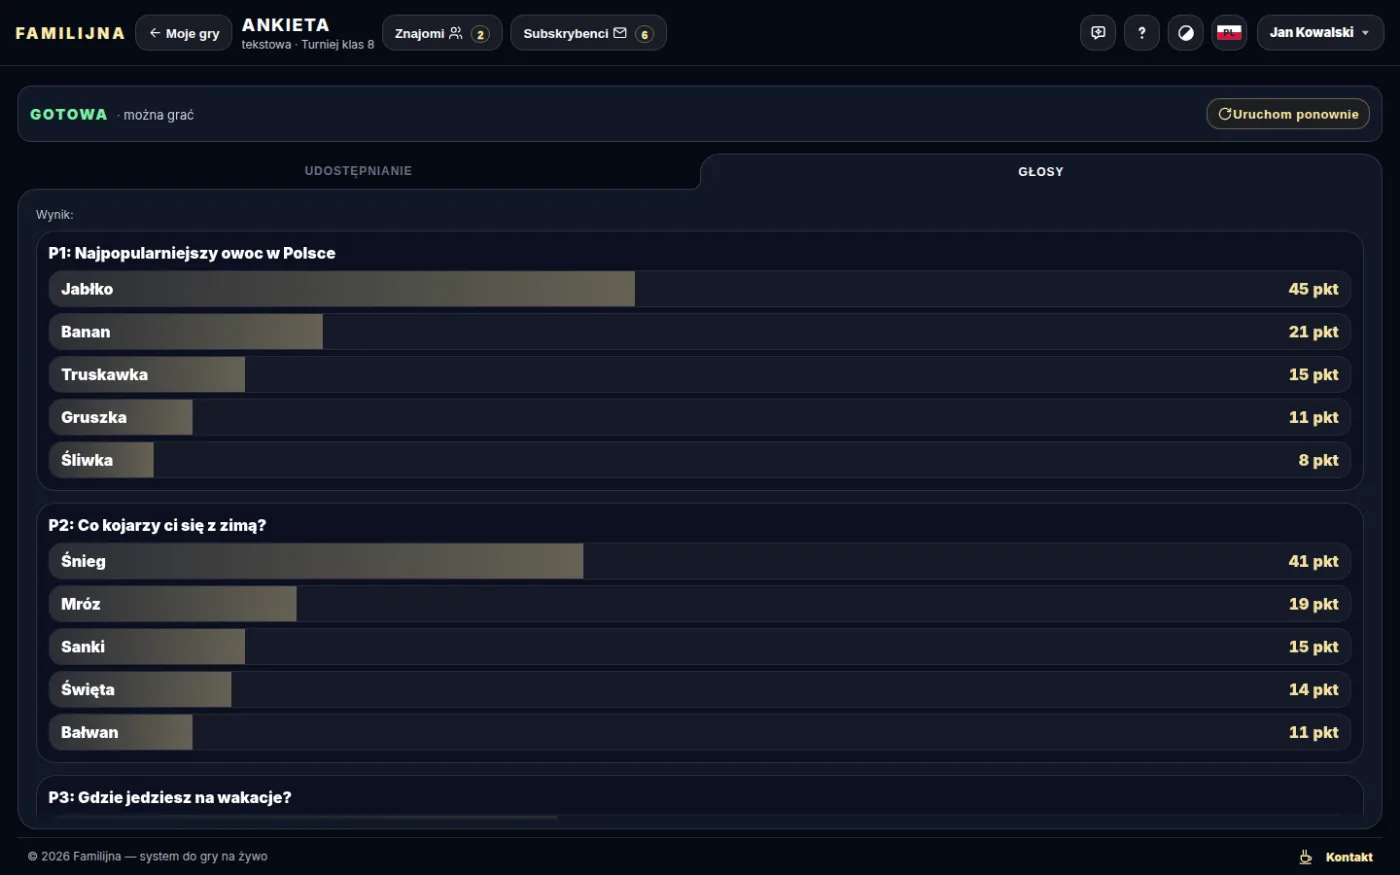 FAMILIJNA
← Moje gry
ANKIETA
tekstowa · Turniej klas 8
Znajomi 2
Subskrybenci 6
?
PL
Jan Kowalski
GOTOWA · można grać
Uruchom ponownie
UDOSTĘPNIANIE
GŁOSY
Wynik:
P1: Najpopularniejszy owoc w Polsce
Jabłko 45 pkt
Banan 21 pkt
Truskawka 15 pkt
Gruszka 11 pkt
Śliwka 8 pkt
P2: Co kojarzy ci się z zimą?
Śnieg 41 pkt
Mróz 19 pkt
Sanki 15 pkt
Święta 14 pkt
Bałwan 11 pkt
P3: Gdzie jedziesz na wakacje?
© 2026 Familijna — system do gry na żywo
Kontakt